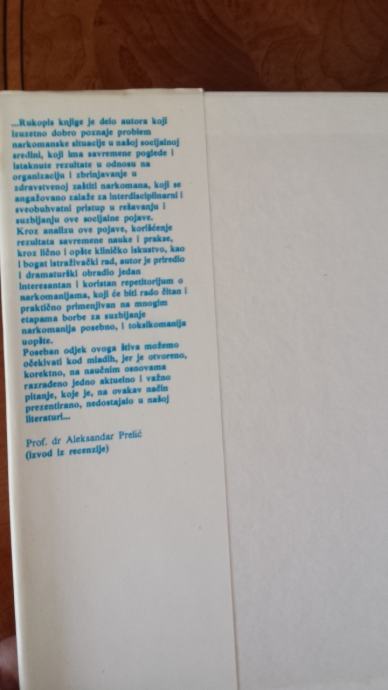 ...Rukopis knjige je delo autora koji
izuzetno dobro poznaje problem
narkomanske situacije u našoj socijalnoj
sredini, koji ima savremene poglede i
istaknute rezultate u odnosu na
organizaciju i zbrinjavanje u
zdravstvenoj zaštiti narkomana, koji se
angažovano zalaže za interdisciplinarni i
sveobuhvatni pristup u rešavanju i
suzbijanju ove socijalne pojave.
Kroz analizu ove pojave, korišćenje
rezultata savremene nauke i prakse,
kroz lično i opšte kliničko iskustvo, kao
i bogat istraživački rad, autor je priredio
i dramaturški obradio jedan
interesantan i koristan repetitorijum o
narkomanijama, koji će biti rado čitan i
praktično primenjivan na mnogim
etapama borbe za suzbijanje
narkomanija posebno, i toksikomanija
uopšte.
Poseban odjek ovoga štiva možemo
očekivati kod mladih, jer je otvoreno,
korektno, na naučnim osnovama
razrađeno jedno aktuelno i važno
pitanje, koje je, na ovakav način
prezentirano, nedostajalo u našoj
literaturi...
Prof. dr Aleksandar Prelić
(izvod iz recenzije)